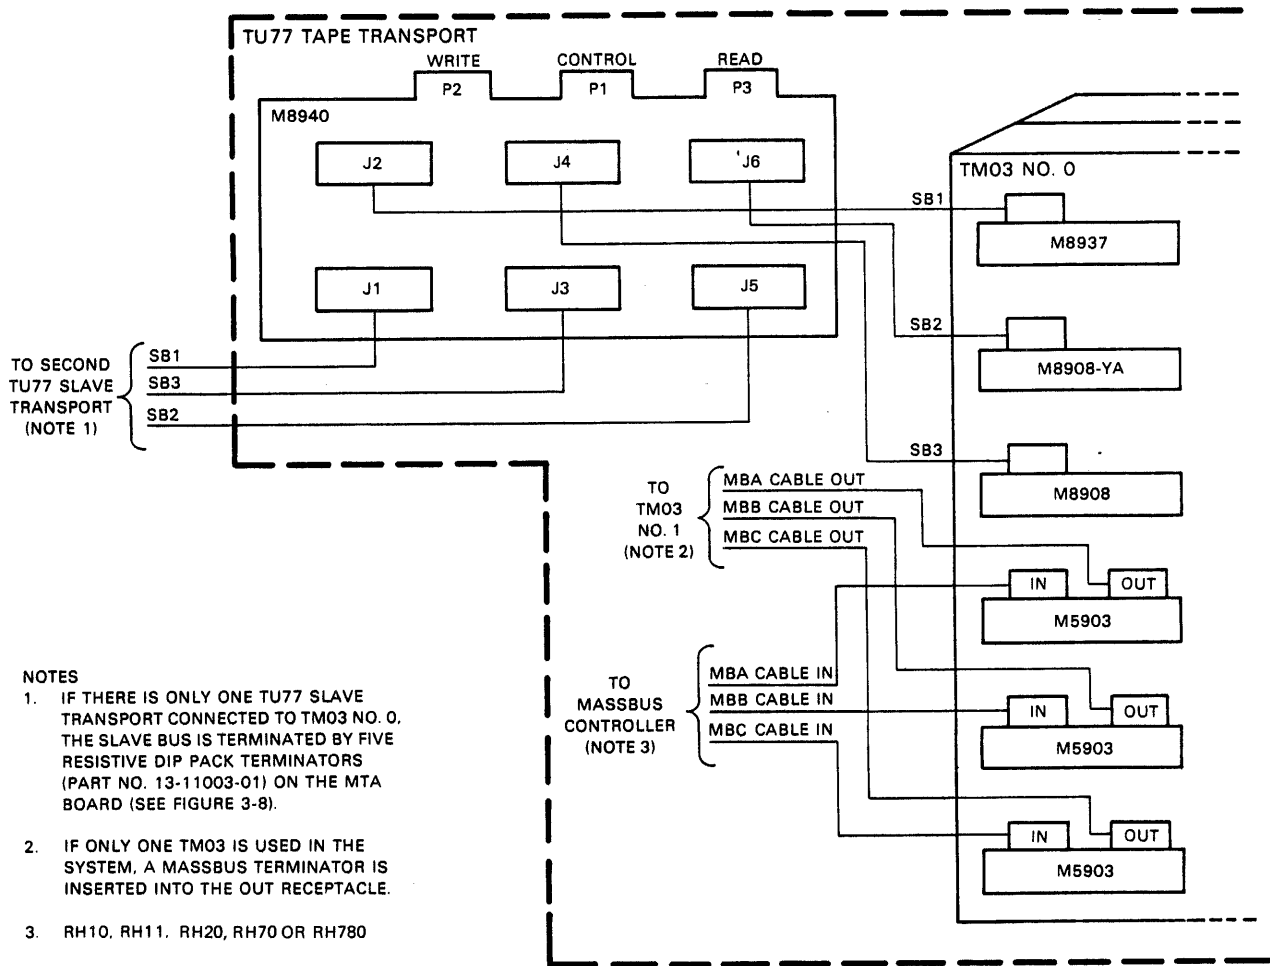 TU77 TAPE TRANSPORT
WRITE
CONTROL
READ
P2
P1
P3
M8940
J2
J4
J6
TM03 NO. 0
SB1
M8937
J1
J3
J5
SB2
M8908-YA
TO SECOND
TU77 SLAVE
TRANSPORT
(NOTE 1)
SB1
SB3
SB2
SB3
M8908
TO
TM03
NO. 1
(NOTE 2)
MBA CABLE OUT
MBB CABLE OUT
MBC CABLE OUT
IN
OUT
M5903
TO
MASSBUS
CONTROLLER
(NOTE 3)
MBA CABLE IN
MBB CABLE IN
MBC CABLE IN
IN
OUT
M5903
IN
OUT
M5903
NOTES
1. IF THERE IS ONLY ONE TU77 SLAVE
TRANSPORT CONNECTED TO TM03 NO. 0,
THE SLAVE BUS IS TERMINATED BY FIVE
RESISTIVE DIP PACK TERMINATORS
(PART NO. 13-11003-01) ON THE MTA
BOARD (SEE FIGURE 3-8).
2. IF ONLY ONE TM03 IS USED IN THE
SYSTEM, A MASSBUS TERMINATOR IS
INSERTED INTO THE OUT RECEPTACLE.
3. RH10, RH11, RH20, RH70 OR RH780